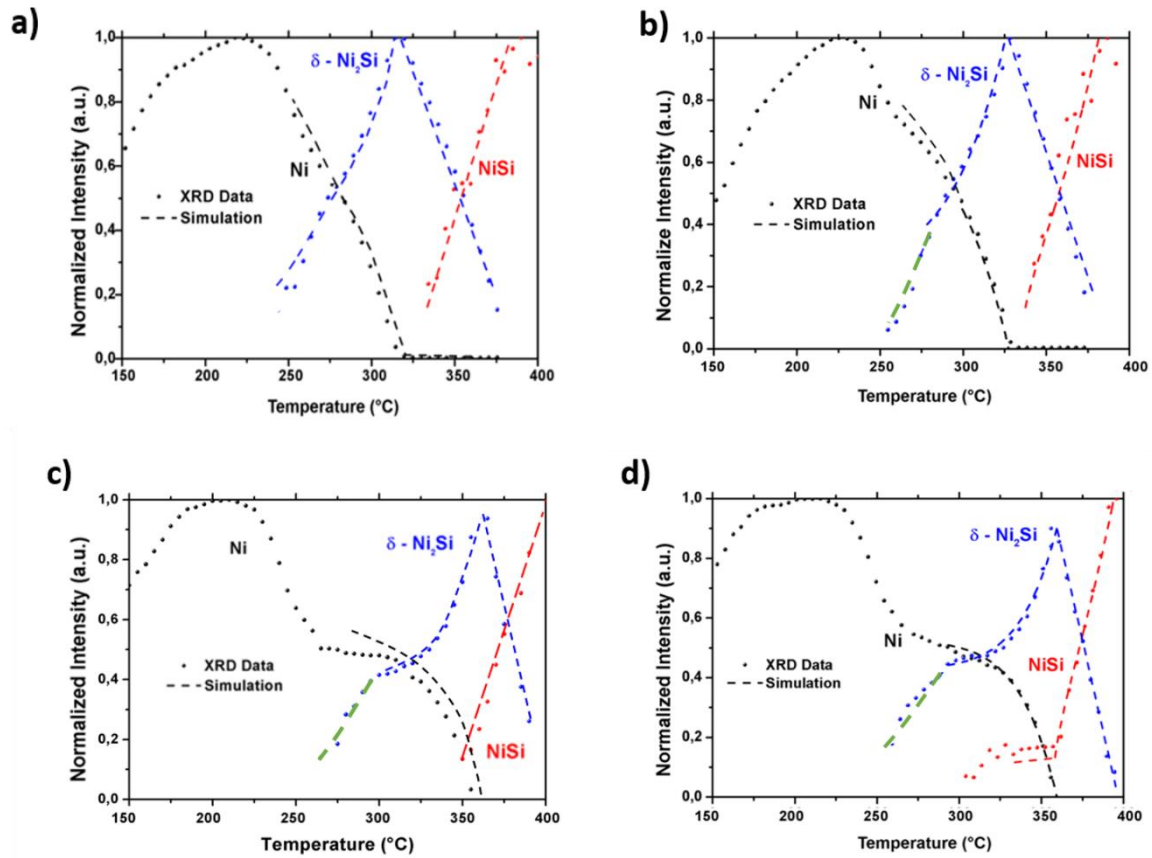 a)
Normalized Intensity (a.u.)
1,0
0,8
0,6
0,4
0,2
0,0
δ - Ni₂Si
Ni
NiSi
XRD Data
Simulation
150 200 250 300 350 400
Temperature (°C)
b)
Normalize Intensity (a.u.)
1,0
0,8
0,6
0,4
0,2
0,0
δ - Ni₂Si
Ni
NiSi
XRD Data
Simulation
150 200 250 300 350 400
Temperature (°C)
c)
Normalized Intensity (a.u.)
1,0
0,8
0,6
0,4
0,2
0,0
δ - Ni₂Si
Ni
XRD Data
Simulation
NiSi
150 200 250 300 350 400
Temperature (°C)
d)
Normalized Intensity (a.u.)
1,0
0,8
0,6
0,4
0,2
0,0
δ - Ni₂Si
Ni
XRD Data
Simulation
NiSi
150 200 250 300 350 400
Temperature (°C)